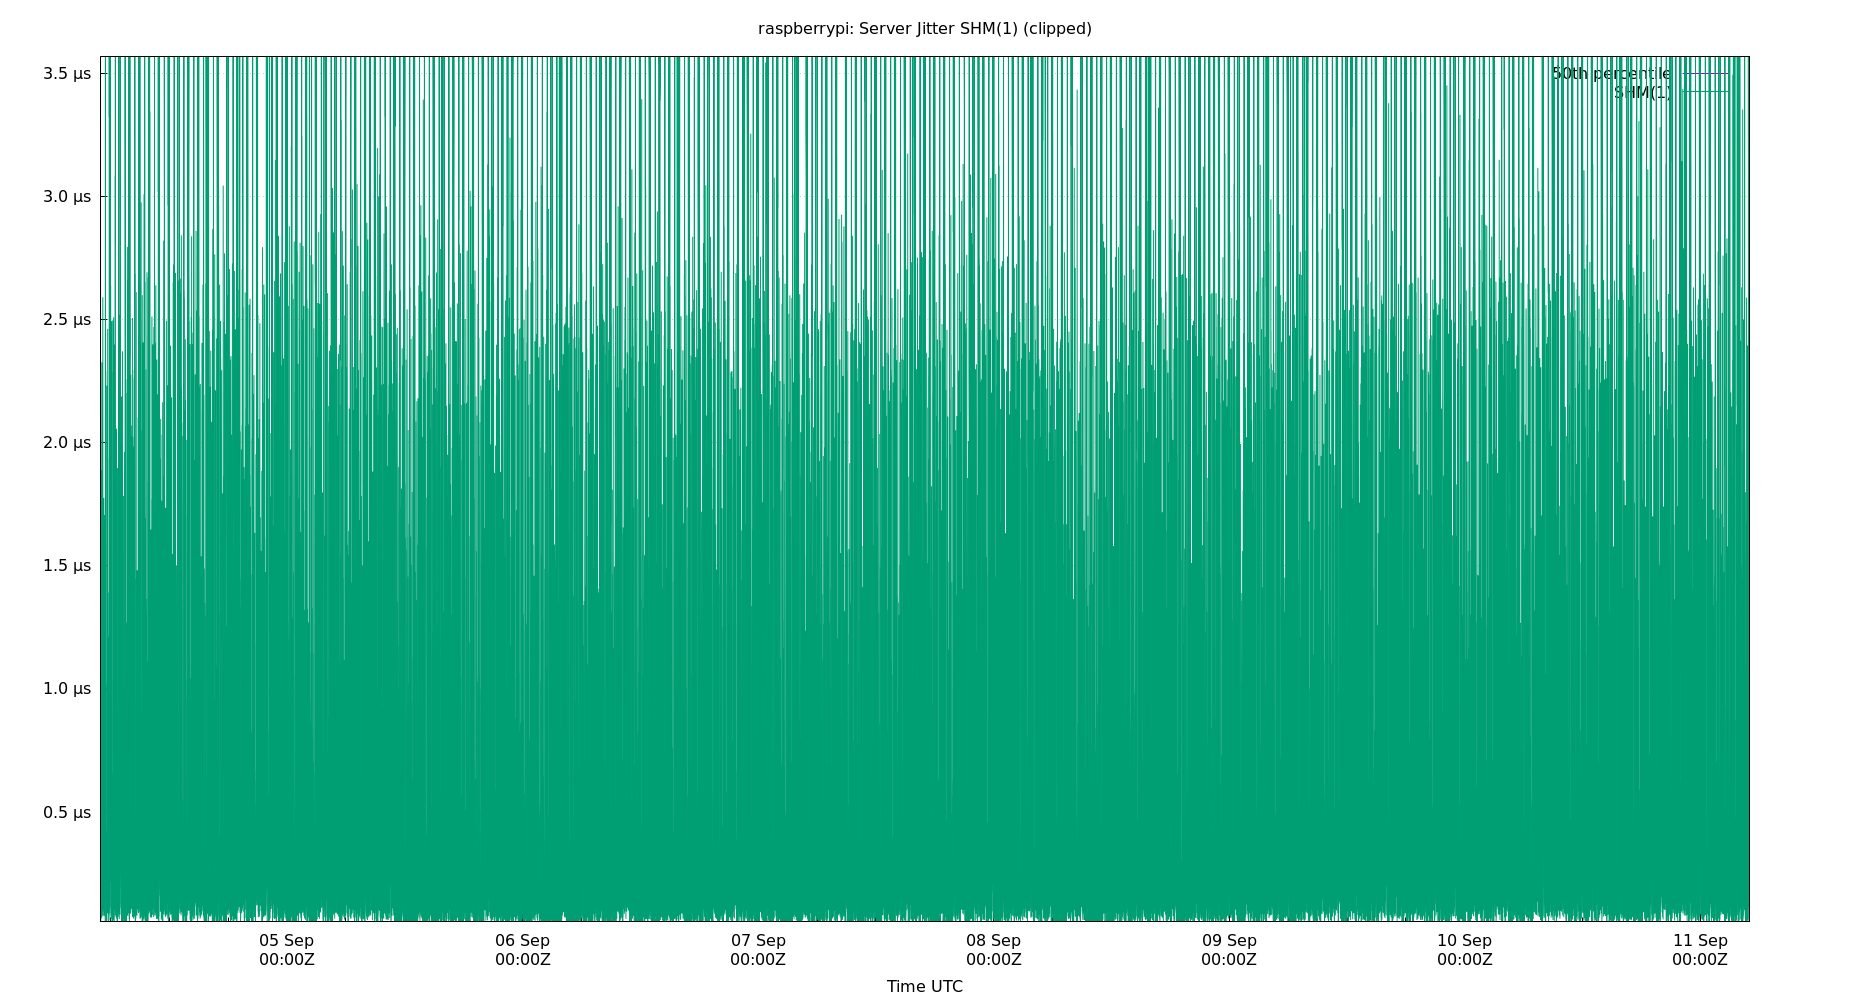 raspberrypi: Server Jitter SHM(1) (clipped)
3.5 µs
50th percentile
SHM(1)
3.0 µs
2.5 µs
2.0 µs
1.5 µs
1.0 µs
0.5 µs
05 Sep 06 Sep 07 Sep 08 Sep 09 Sep 10 Sep 11 Sep
00:00Z 00:00Z 00:00Z 00:00Z 00:00Z 00:00Z 00:00Z
Time UTC